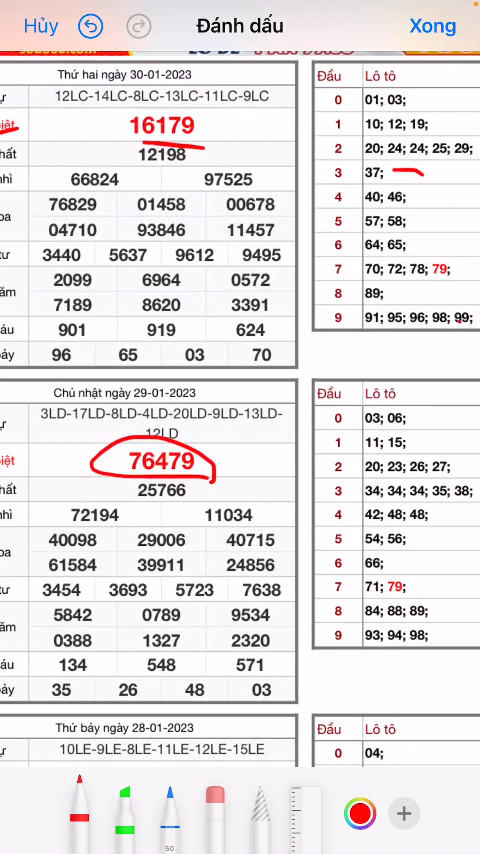 Hủy
Đánh dấu
Xong
Thứ hai ngày 30-01-2023
12LC-14LC-8LC-13LC-11LC-9LC
16179
12198
66824 97525
76829 01458 00678
04710 93846 11457
3440 5637 9612 9495
2099 6964 0572
7189 8620 3391
901 919 624
96 65 03 70
Đầu Lô tô
0 01; 03;
1 10; 12; 19;
2 20; 24; 24; 25; 29;
3 37;
4 40; 46;
5 57; 58;
6 64; 65;
7 70; 72; 78; 79;
8 89;
9 91; 95; 96; 98; 99;
Chủ nhật ngày 29-01-2023
3LD-17LD-8LD-4LD-20LD-9LD-13LD-
12LD
76479
25766
72194 11034
40098 29006 40715
61584 39911 24856
3454 3693 5723 7638
5842 0789 9534
0388 1327 2320
134 548 571
35 26 48 03
Đầu Lô tô
0 03; 06;
1 11; 15;
2 20; 23; 26; 27;
3 34; 34; 34; 35; 38;
4 42; 48; 48;
5 54; 56;
6 66;
7 71; 79;
8 84; 88; 89;
9 93; 94; 98;
Thứ bảy ngày 28-01-2023
10LE-9LE-8LE-11LE-12LE-15LE
Đầu Lô tô
0 04;
50